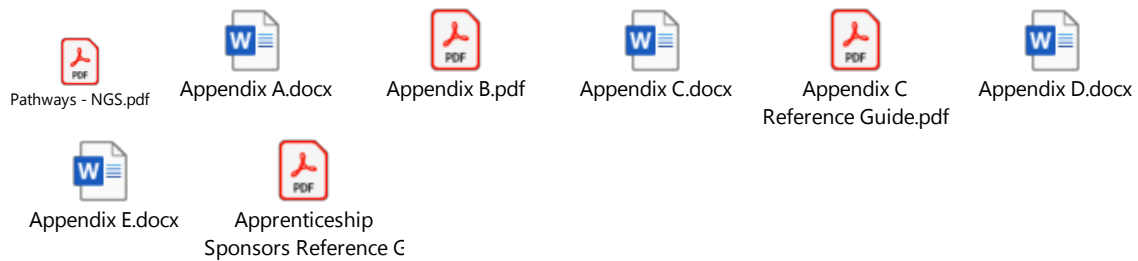 Pathways - NGS.pdf
Appendix A.docx
Appendix B.pdf
Appendix C.docx
Appendix C
Reference Guide.pdf
Appendix D.docx
Appendix E.docx
Apprenticeship
Sponsors Reference G
W
W
W
W
PDF
PDF
PDF
PDF